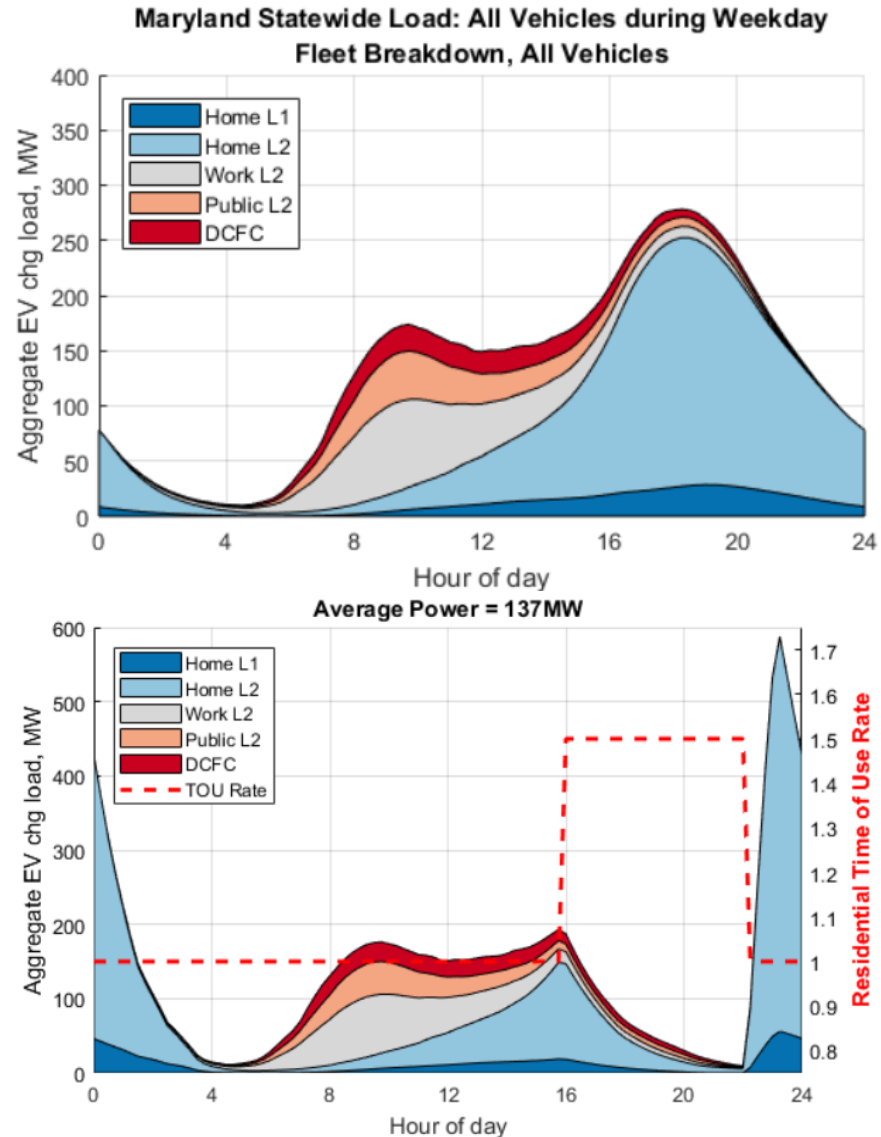 Maryland Statewide Load: All Vehicles during Weekday
Fleet Breakdown, All Vehicles
Aggregate EV chg load, MW
400
350
300
250
200
150
100
50
0
Home L1
Home L2
Work L2
Public L2
DCFC
0 4 8 12 16 20 24
Hour of day
Average Power = 137MW
Aggregate EV chg load, MW
600
500
400
300
200
100
0
Home L1
Home L2
Work L2
Public L2
DCFC
TOU Rate
1.7
1.6
1.5
1.4
1.3
1.2
1.1
1
0.9
0.8
Residential Time of Use Rate
0 4 8 12 16 20 24
Hour of day